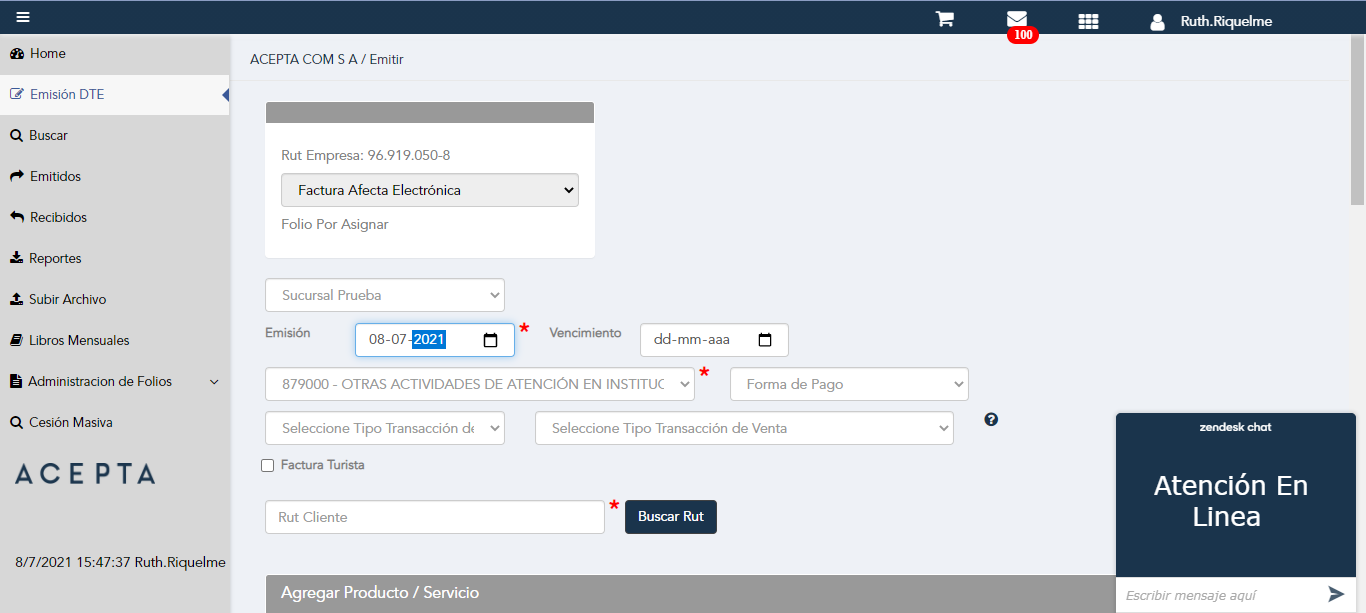 Ruth.Riquelme
100
Home
Emisión DTE
Buscar
Emitidos
Recibidos
Reportes
Subir Archivo
Libros Mensuales
Administracion de Folios
Cesión Masiva
ACEPTA
8/7/2021 15:47:37 Ruth.Riquelme
ACEPTA COM S A / Emitir
Rut Empresa: 96.919.050-8
Factura Afecta Electrónica
Folio Por Asignar
Sucursal Prueba
Emisión 08-07-2021 * Vencimiento dd-mm-aaa
879000 - OTRAS ACTIVIDADES DE ATENCIÓN EN INSTITUC * Forma de Pago
Seleccione Tipo Transacción de Seleccione Tipo Transacción de Venta ?
Factura Turista
Rut Cliente * Buscar Rut
Agregar Producto / Servicio
zendesk chat
Atención En
Linea
Escribir mensaje aquí